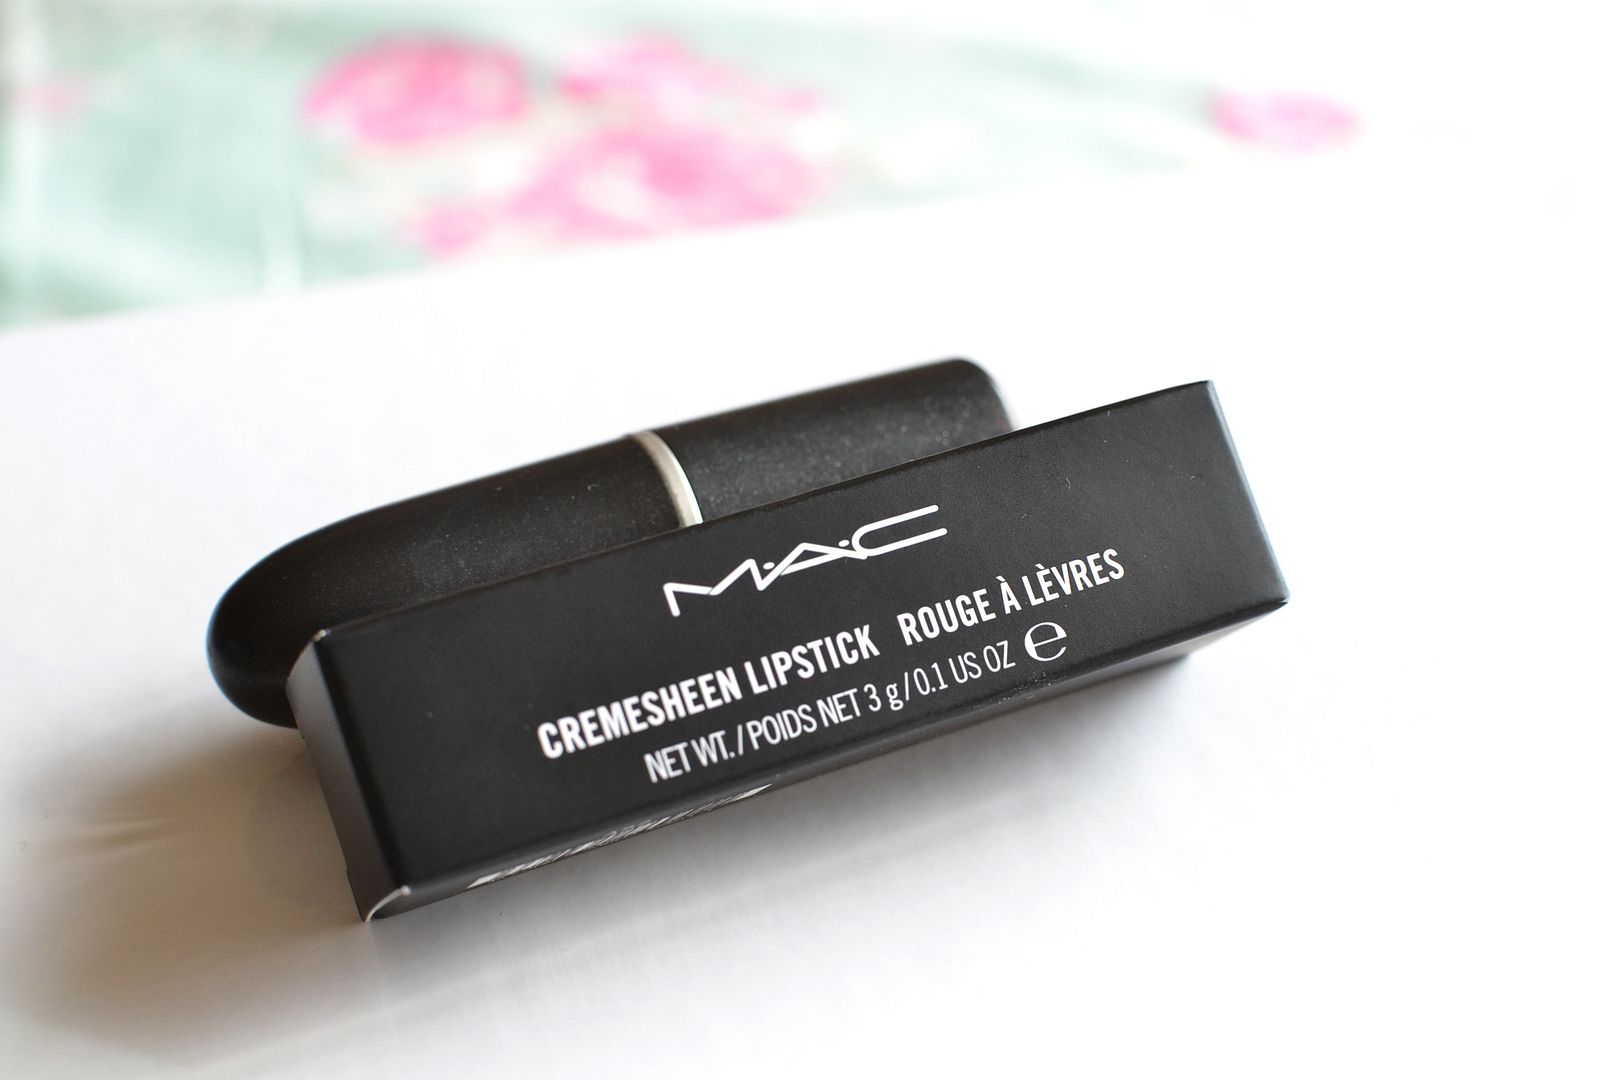 M·A·C
CREMESHEEN LIPSTICK ROUGE À LÈVRES
NET WT. / POIDS NET 3 g / 0.1 US OZ ℮